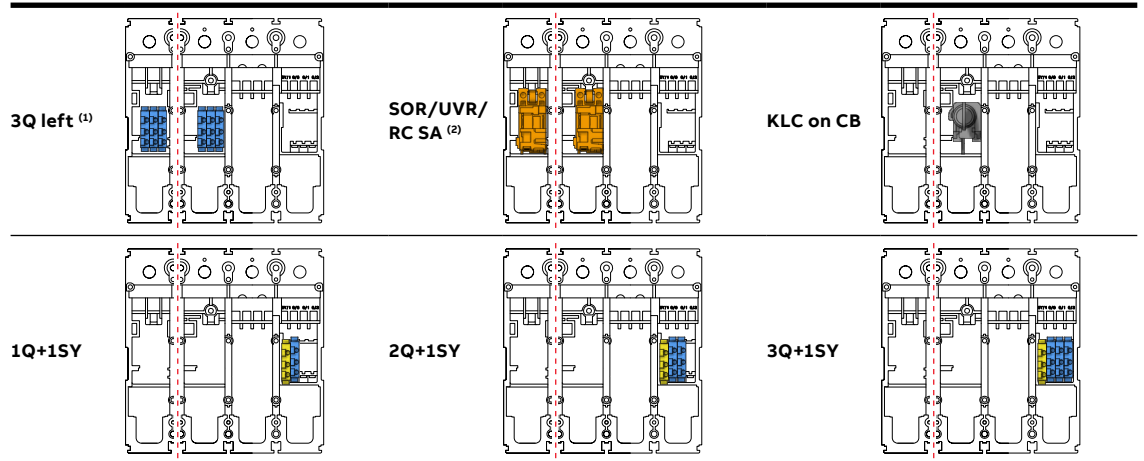 3Q left (1)
SOR/UVR/
RC SA (2)
KLC on CB
1Q+1SY
2Q+1SY
3Q+1SY